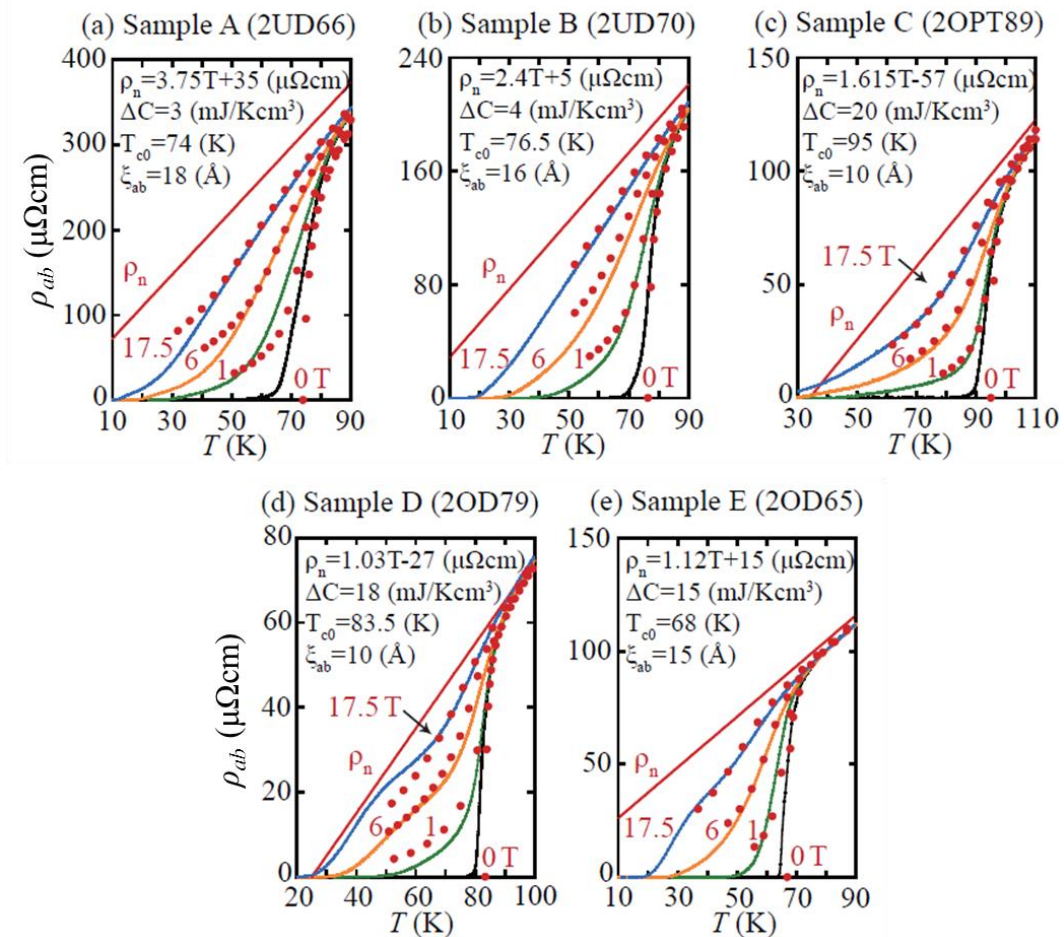 (a) Sample A (2UD66)
ρn=3.75T+35 (μΩcm)
ΔC=3 (mJ/Kcm³)
Tc0=74 (K)
ξab=18 (Å)
ρn
17.5
6
1
0 T
400
300
200
100
0
ρab (μΩcm)
10 30 50 70 90
T (K)
(b) Sample B (2UD70)
ρn=2.4T+5 (μΩcm)
ΔC=4 (mJ/Kcm³)
Tc0=76.5 (K)
ξab=16 (Å)
ρn
17.5
6
1
0 T
240
160
80
0
10 30 50 70 90
T (K)
(c) Sample C (2OPT89)
ρn=1.615T-57 (μΩcm)
ΔC=20 (mJ/Kcm³)
Tc0=95 (K)
ξab=10 (Å)
17.5 T
ρn
6
1
0 T
150
100
50
0
30 50 70 90 110
T (K)
(d) Sample D (2OD79)
ρn=1.03T-27 (μΩcm)
ΔC=18 (mJ/Kcm³)
Tc0=83.5 (K)
ξab=10 (Å)
17.5 T
ρn
6
1
0 T
80
60
40
20
0
ρab (μΩcm)
20 40 60 80 100
T (K)
(e) Sample E (2OD65)
ρn=1.12T+15 (μΩcm)
ΔC=15 (mJ/Kcm³)
Tc0=68 (K)
ξab=15 (Å)
ρn
17.5
6
1
0 T
150
100
50
0
10 30 50 70 90
T (K)